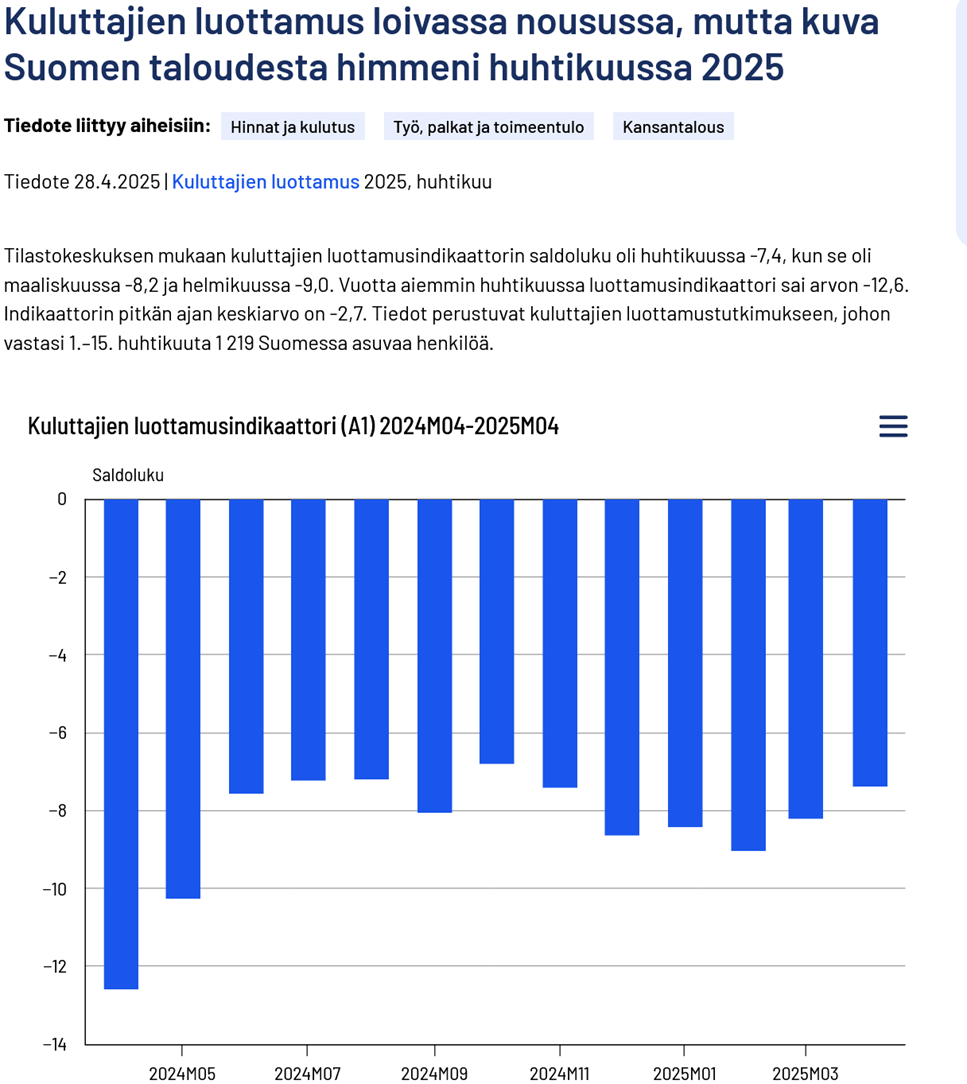 Kuluttajien luottamus loivassa nousussa, mutta kuva
Suomen taloudesta himmeni huhtikuussa 2025
Tiedote liittyy aiheisiin: Hinnat ja kulutus Työ, palkat ja toimeentulo Kansantalous
Tiedote 28.4.2025 | Kuluttajien luottamus 2025, huhtikuu
Tilastokeskuksen mukaan kuluttajien luottamusindikaattorin saldoluku oli huhtikuussa -7,4, kun se oli
maaliskuussa -8,2 ja helmikuussa -9,0. Vuotta aiemmin huhtikuussa luottamusindikaattori sai arvon -12,6.
Indikaattorin pitkän ajan keskiarvo on -2,7. Tiedot perustuvat kuluttajien luottamustutkimukseen, johon
vastasi 1.–15. huhtikuuta 1 219 Suomessa asuvaa henkilöä.
Kuluttajien luottamusindikaattori (A1) 2024M04-2025M04
Saldoluku
0
−2
−4
−6
−8
−10
−12
−14
2024M05 2024M07 2024M09 2024M11 2025M01 2025M03